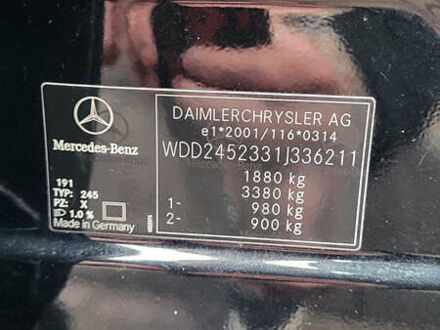 DAIMLERCHRYSLER AG
e1*2001/116*0314
Mercedes-Benz
WDD2452331J336211
1880 kg
3380 kg
1- 980 kg
2- 900 kg
191
TYP: 245
PZ: X
1.0 %
Made in Germany